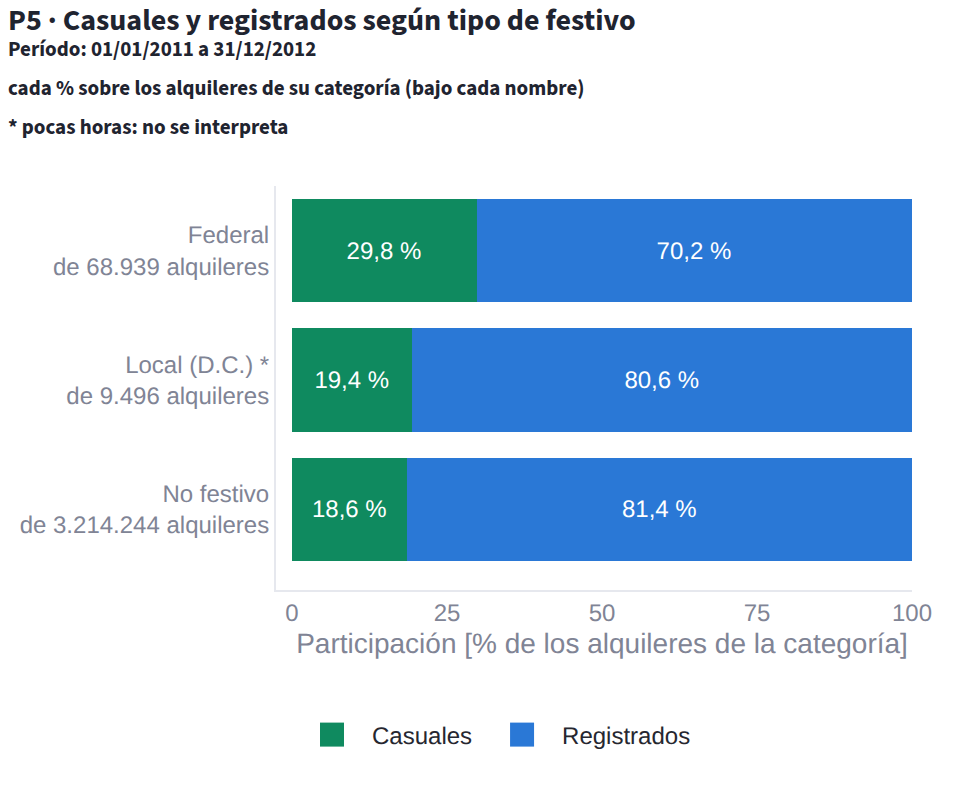 P5 · Casuales y registrados según tipo de festivo
Período: 01/01/2011 a 31/12/2012
cada % sobre los alquileres de su categoría (bajo cada nombre)
* pocas horas: no se interpreta
Federal
de 68.939 alquileres
29,8 %
70,2 %
Local (D.C.) *
de 9.496 alquileres
19,4 %
80,6 %
No festivo
de 3.214.244 alquileres
18,6 %
81,4 %
0 25 50 75 100
Participación [% de los alquileres de la categoría]
Casuales Registrados